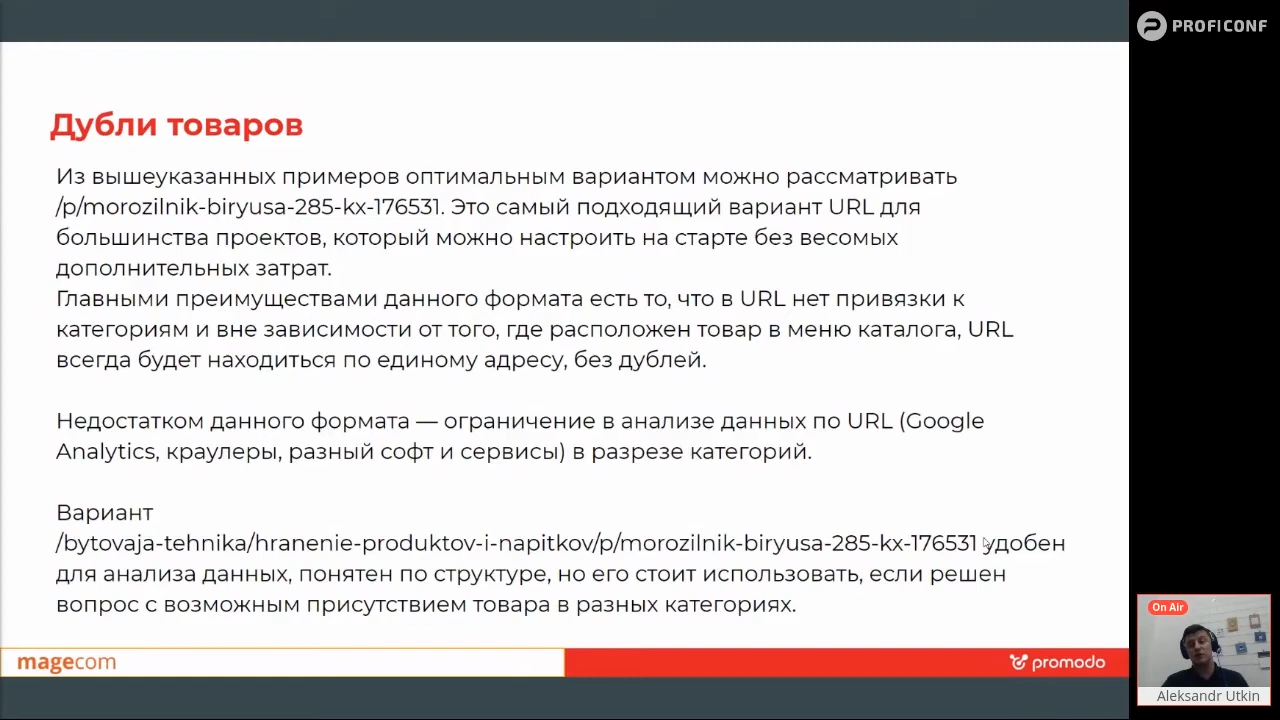 PROFICONF
Дубли товаров
Из вышеуказанных примеров оптимальным вариантом можно рассматривать
/p/morozilnik-biryusa-285-kx-176531. Это самый подходящий вариант URL для
большинства проектов, который можно настроить на старте без весомых
дополнительных затрат.
Главными преимуществами данного формата есть то, что в URL нет привязки к
категориям и вне зависимости от того, где расположен товар в меню каталога, URL
всегда будет находиться по единому адресу, без дублей.
Недостатком данного формата — ограничение в анализе данных по URL (Google
Analytics, краулеры, разный софт и сервисы) в разрезе категорий.
Вариант
/bytovaja-tehnika/hranenie-produktov-i-napitkov/p/morozilnik-biryusa-285-kx-176531 удобен
для анализа данных, понятен по структуре, но его стоит использовать, если решен
вопрос с возможным присутствием товара в разных категориях.
magecom
promodo
On Air
Aleksandr Utkin